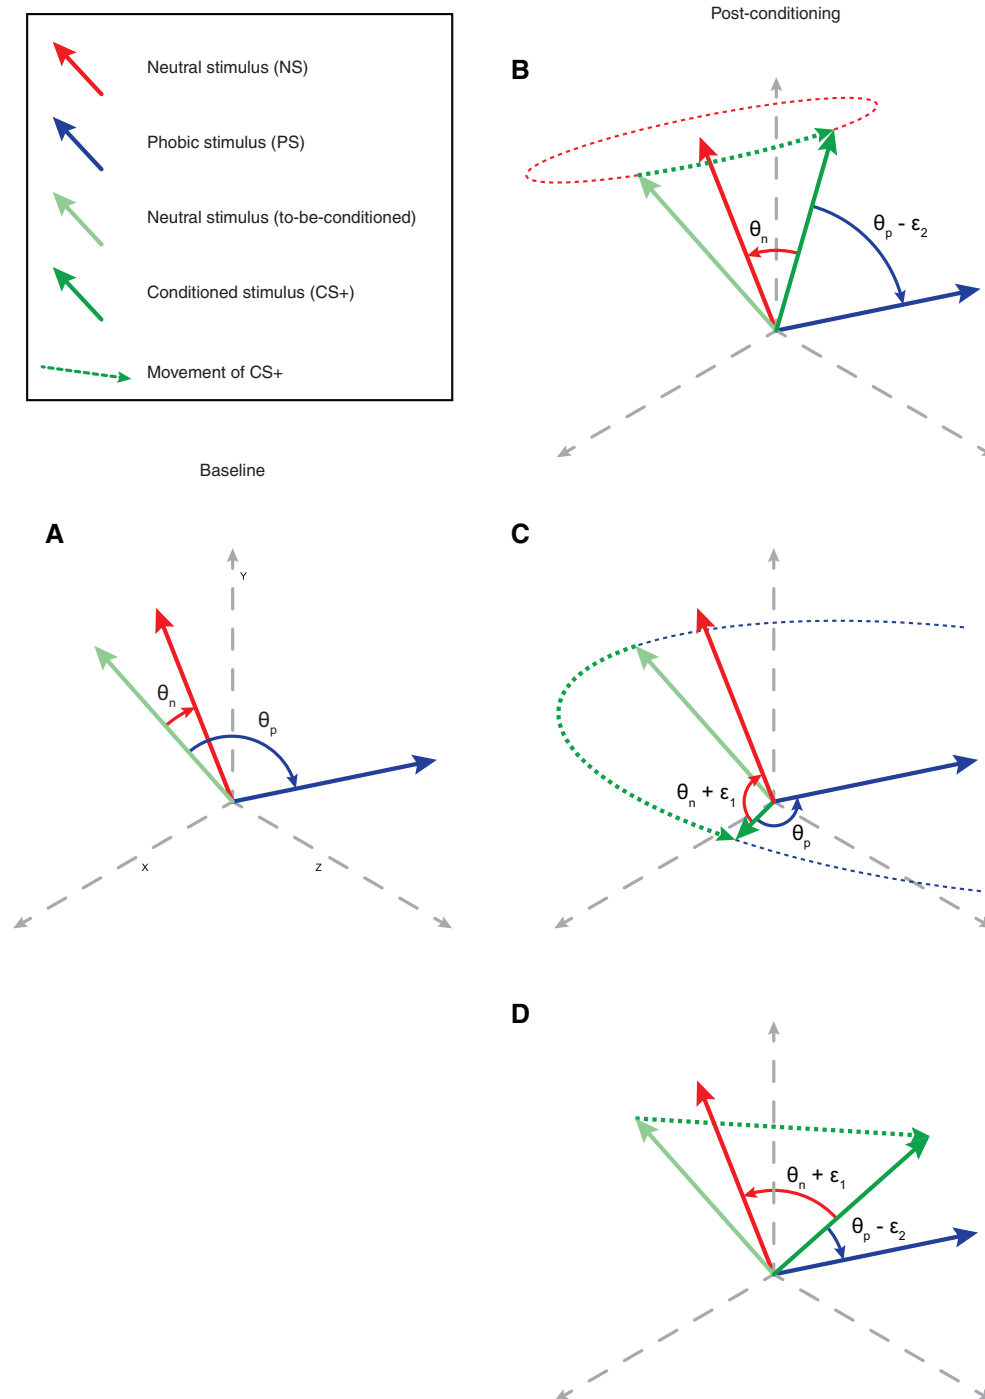 Post-conditioning
Neutral stimulus (NS)
Phobic stimulus (PS)
Neutral stimulus (to-be-conditioned)
Conditioned stimulus (CS+)
Movement of CS+
B
θn
θp - ε2
Baseline
A
Y
θn
θp
X
Z
C
θn + ε1
θp
D
θn + ε1
θp - ε2